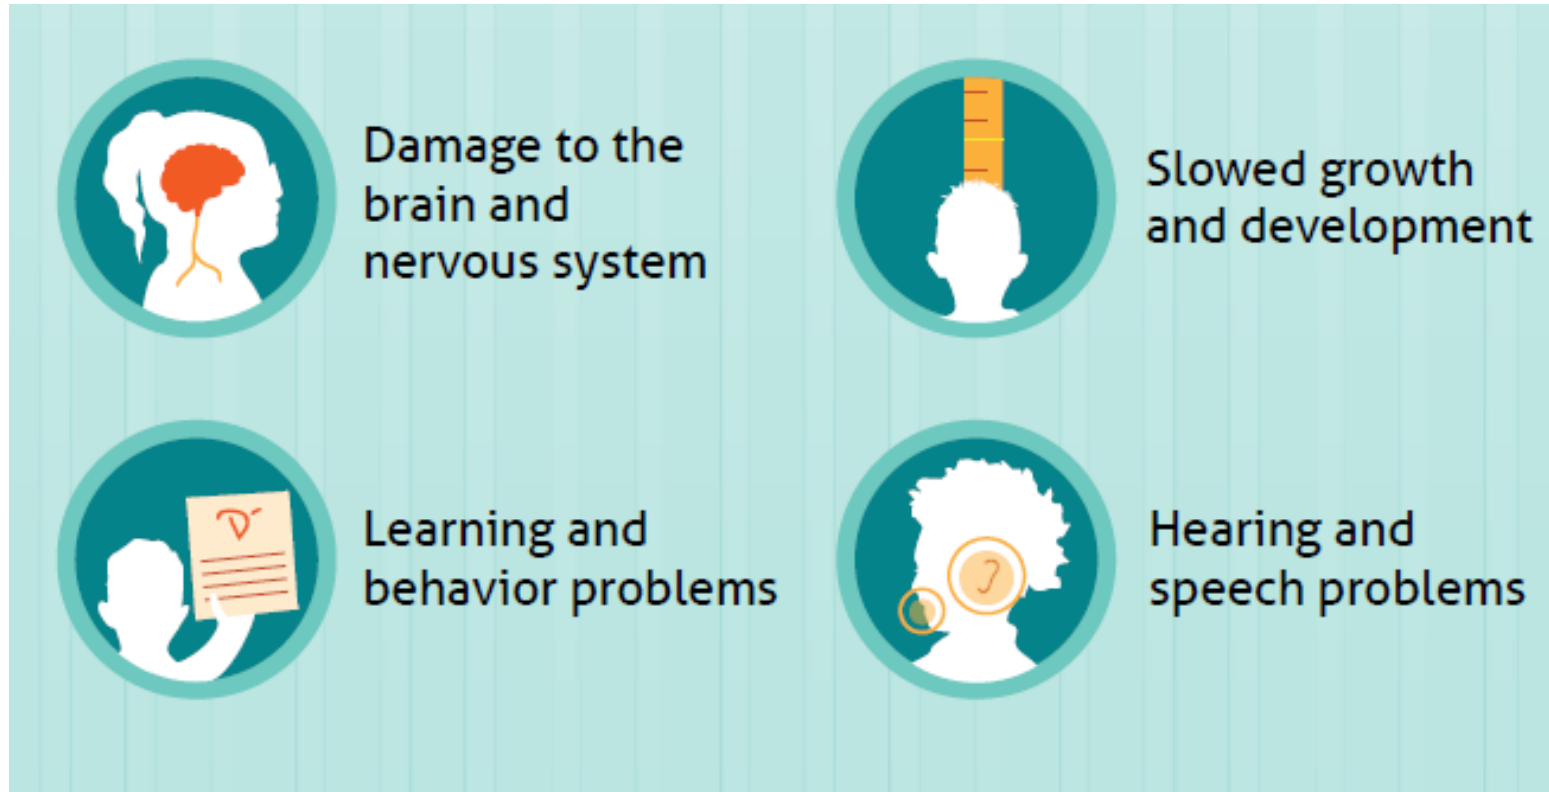 Damage to the
brain and
nervous system
Slowed growth
and development
D-
Learning and
behavior problems
Hearing and
speech problems